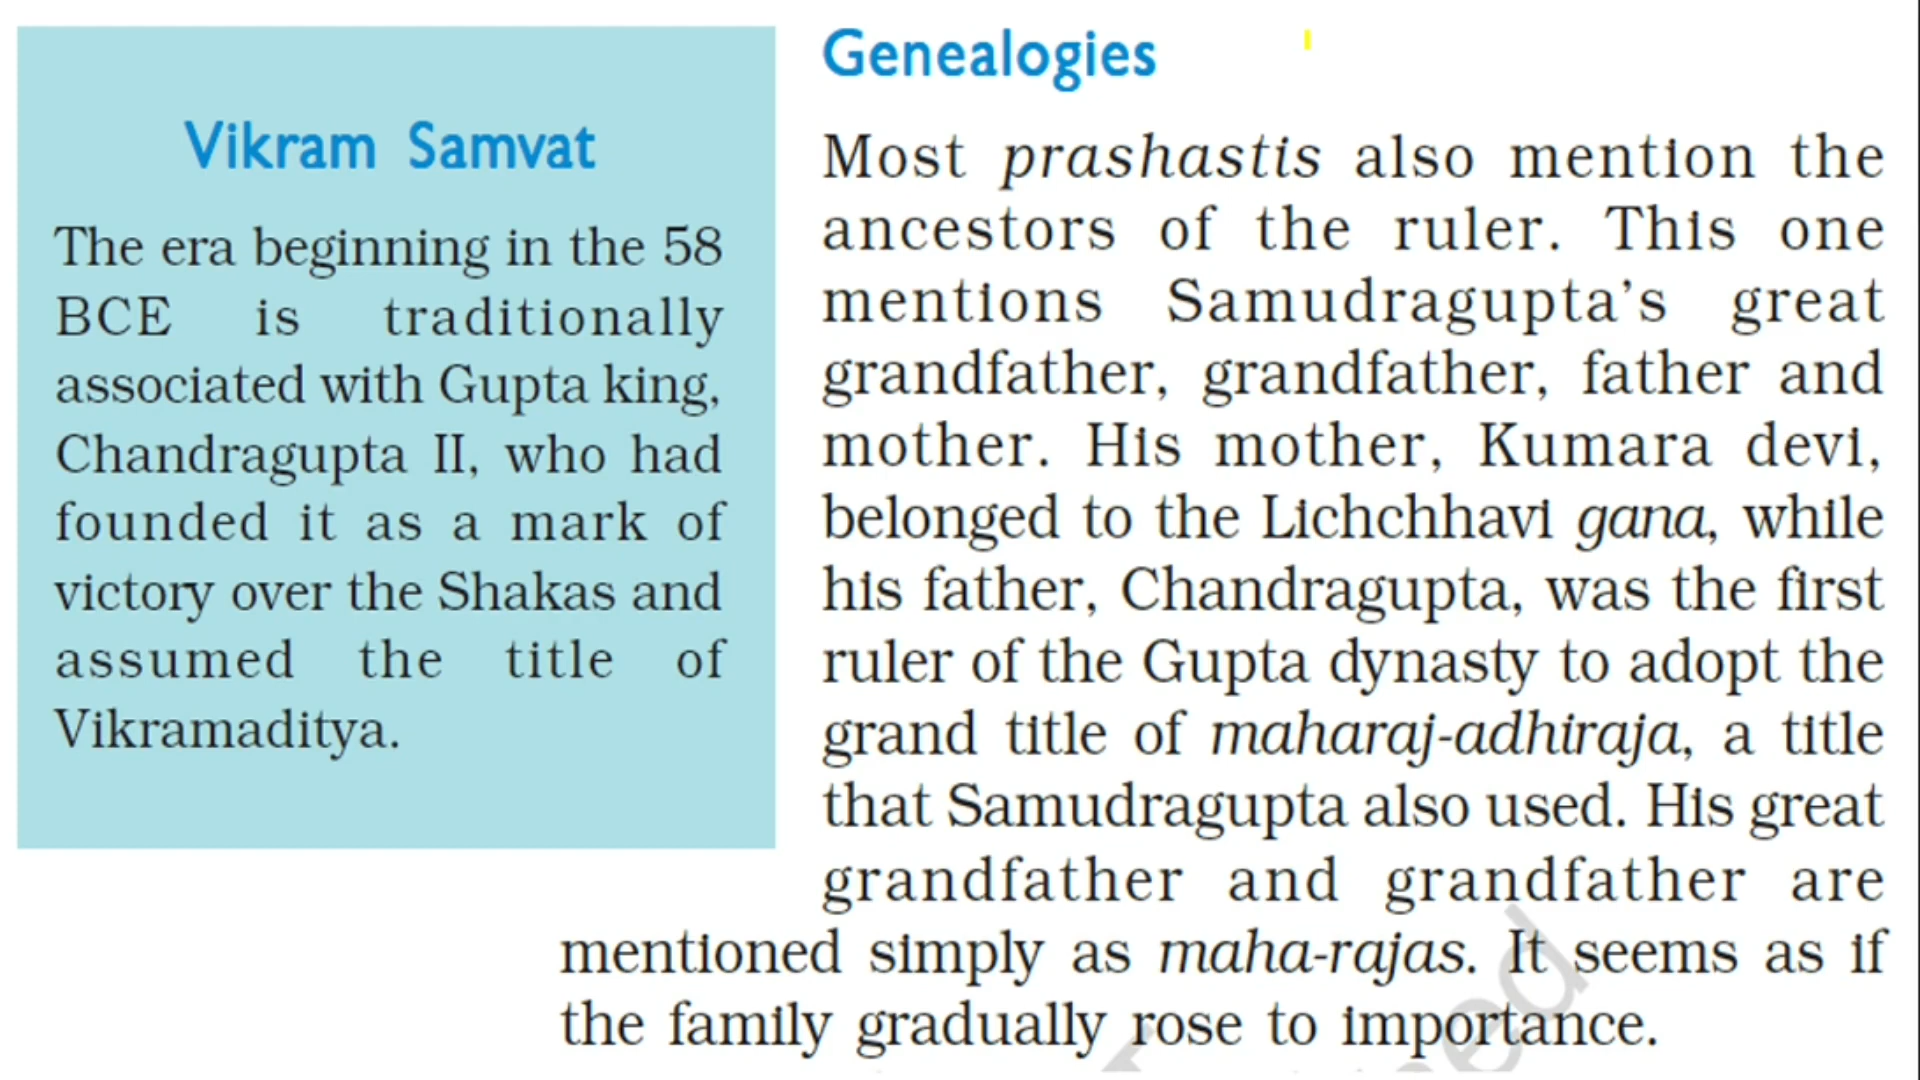 Vikram Samvat
The era beginning in the 58
BCE is traditionally
associated with Gupta king,
Chandragupta II, who had
founded it as a mark of
victory over the Shakas and
assumed the title of
Vikramaditya.
Genealogies
Most prashastis also mention the
ancestors of the ruler. This one
mentions Samudragupta's great
grandfather, grandfather, father and
mother. His mother, Kumara devi,
belonged to the Lichchhavi gana, while
his father, Chandragupta, was the first
ruler of the Gupta dynasty to adopt the
grand title of maharaj-adhiraja, a title
that Samudragupta also used. His great
grandfather and grandfather are
mentioned simply as maha-rajas. It seems as if
the family gradually rose to importance.